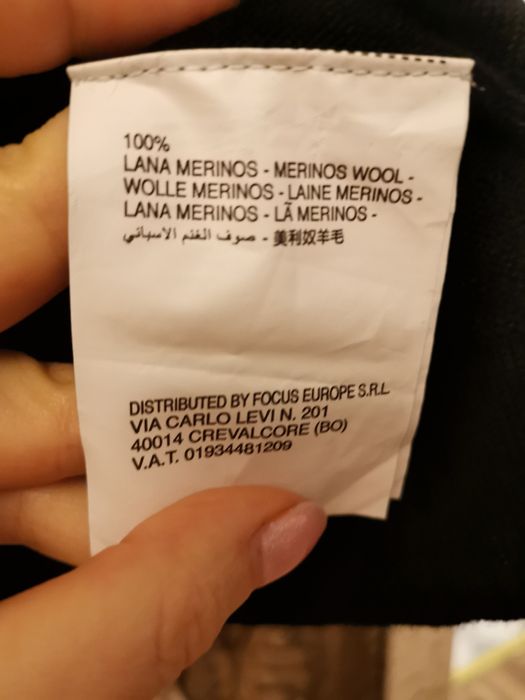 100%
LANA MERINOS - MERINOS WOOL -
WOLLE MERINOS - LAINE MERINOS -
LANA MERINOS - LÃ MERINOS -
صوف الغنم الاسباني - 美利奴羊毛
DISTRIBUTED BY FOCUS EUROPE S.R.L.
VIA CARLO LEVI N. 201
40014 CREVALCORE (BO)
V.A.T. 01934481209